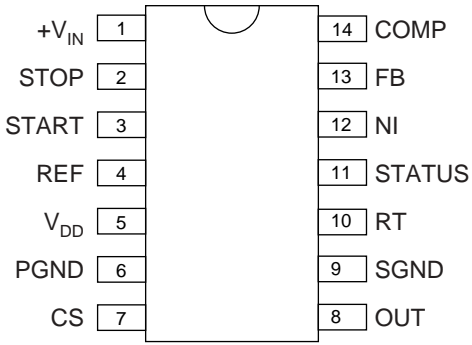 +VIN 1 14 COMP
STOP 2 13 FB
START 3 12 NI
REF 4 11 STATUS
VDD 5 10 RT
PGND 6 9 SGND
CS 7 8 OUT